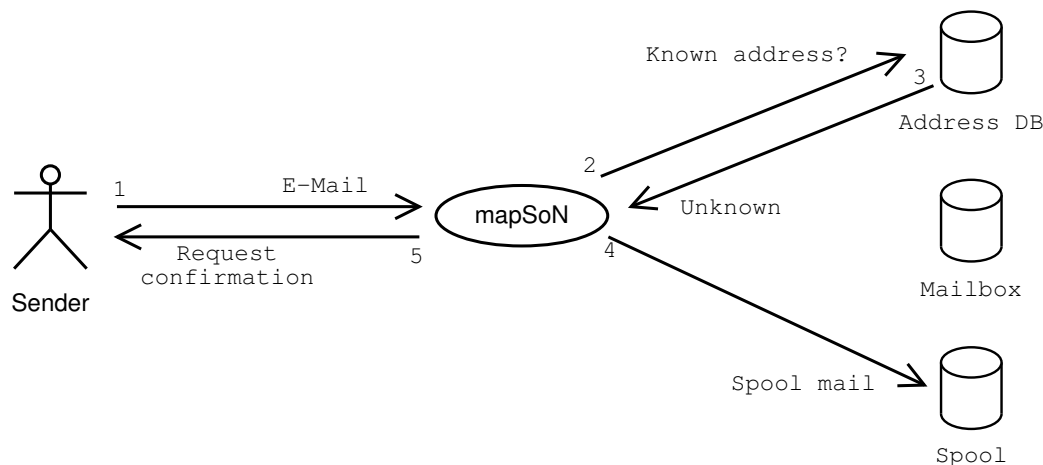 Known address?
3
Address DB
2
1
E-Mail
mapSoN
Unknown
Request
confirmation
5
4
Mailbox
Sender
Spool mail
Spool